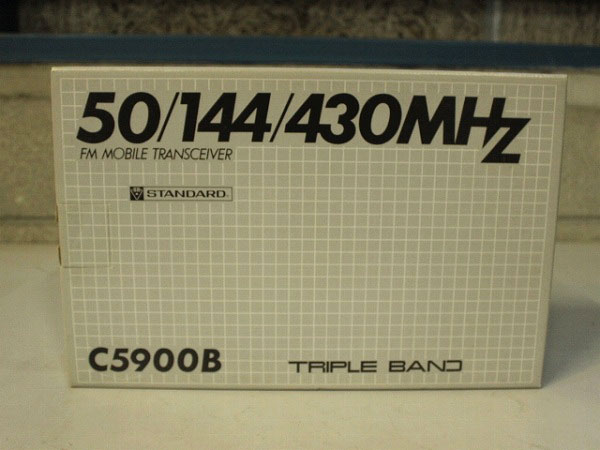 50/144/430MHz
FM MOBILE TRANSCEIVER
STANDARD
C5900B
TRIPLE BAND